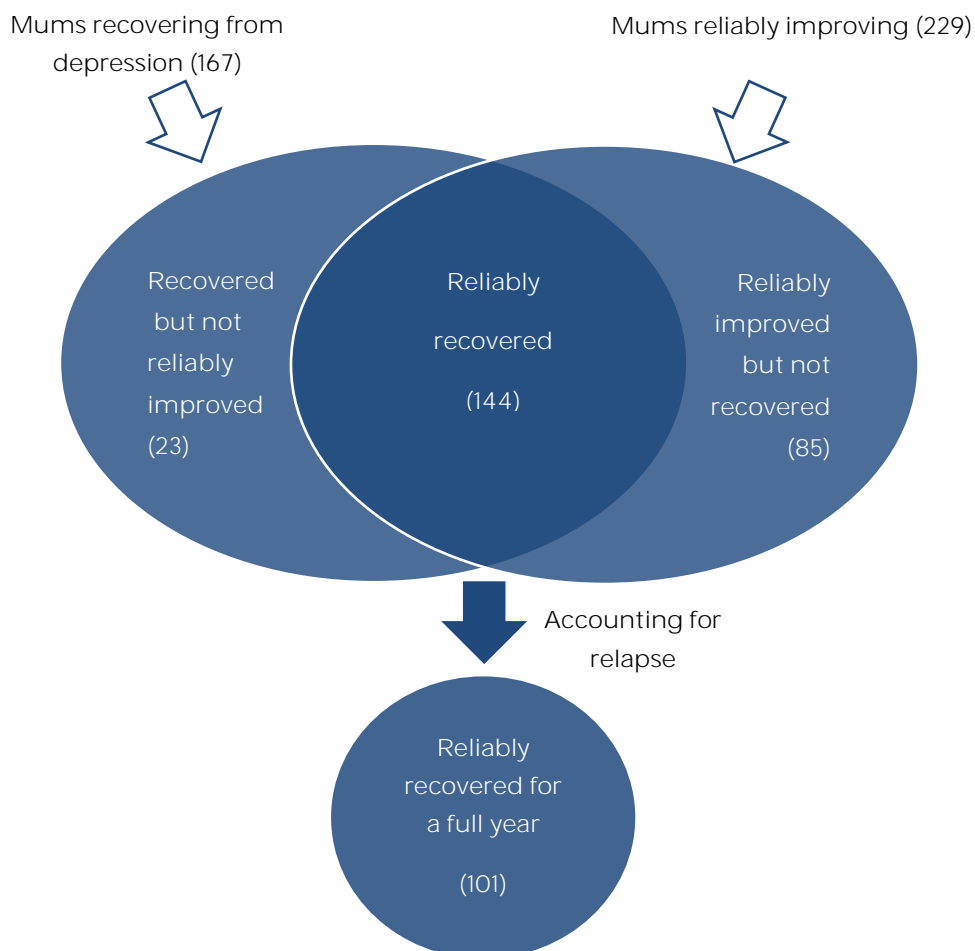 Mums recovering from
depression (167)
Mums reliably improving (229)
Recovered
but not
reliably
improved
(23)
Reliably
recovered
(144)
Reliably
improved
but not
recovered
(85)
Accounting for
relapse
Reliably
recovered for
a full year
(101)